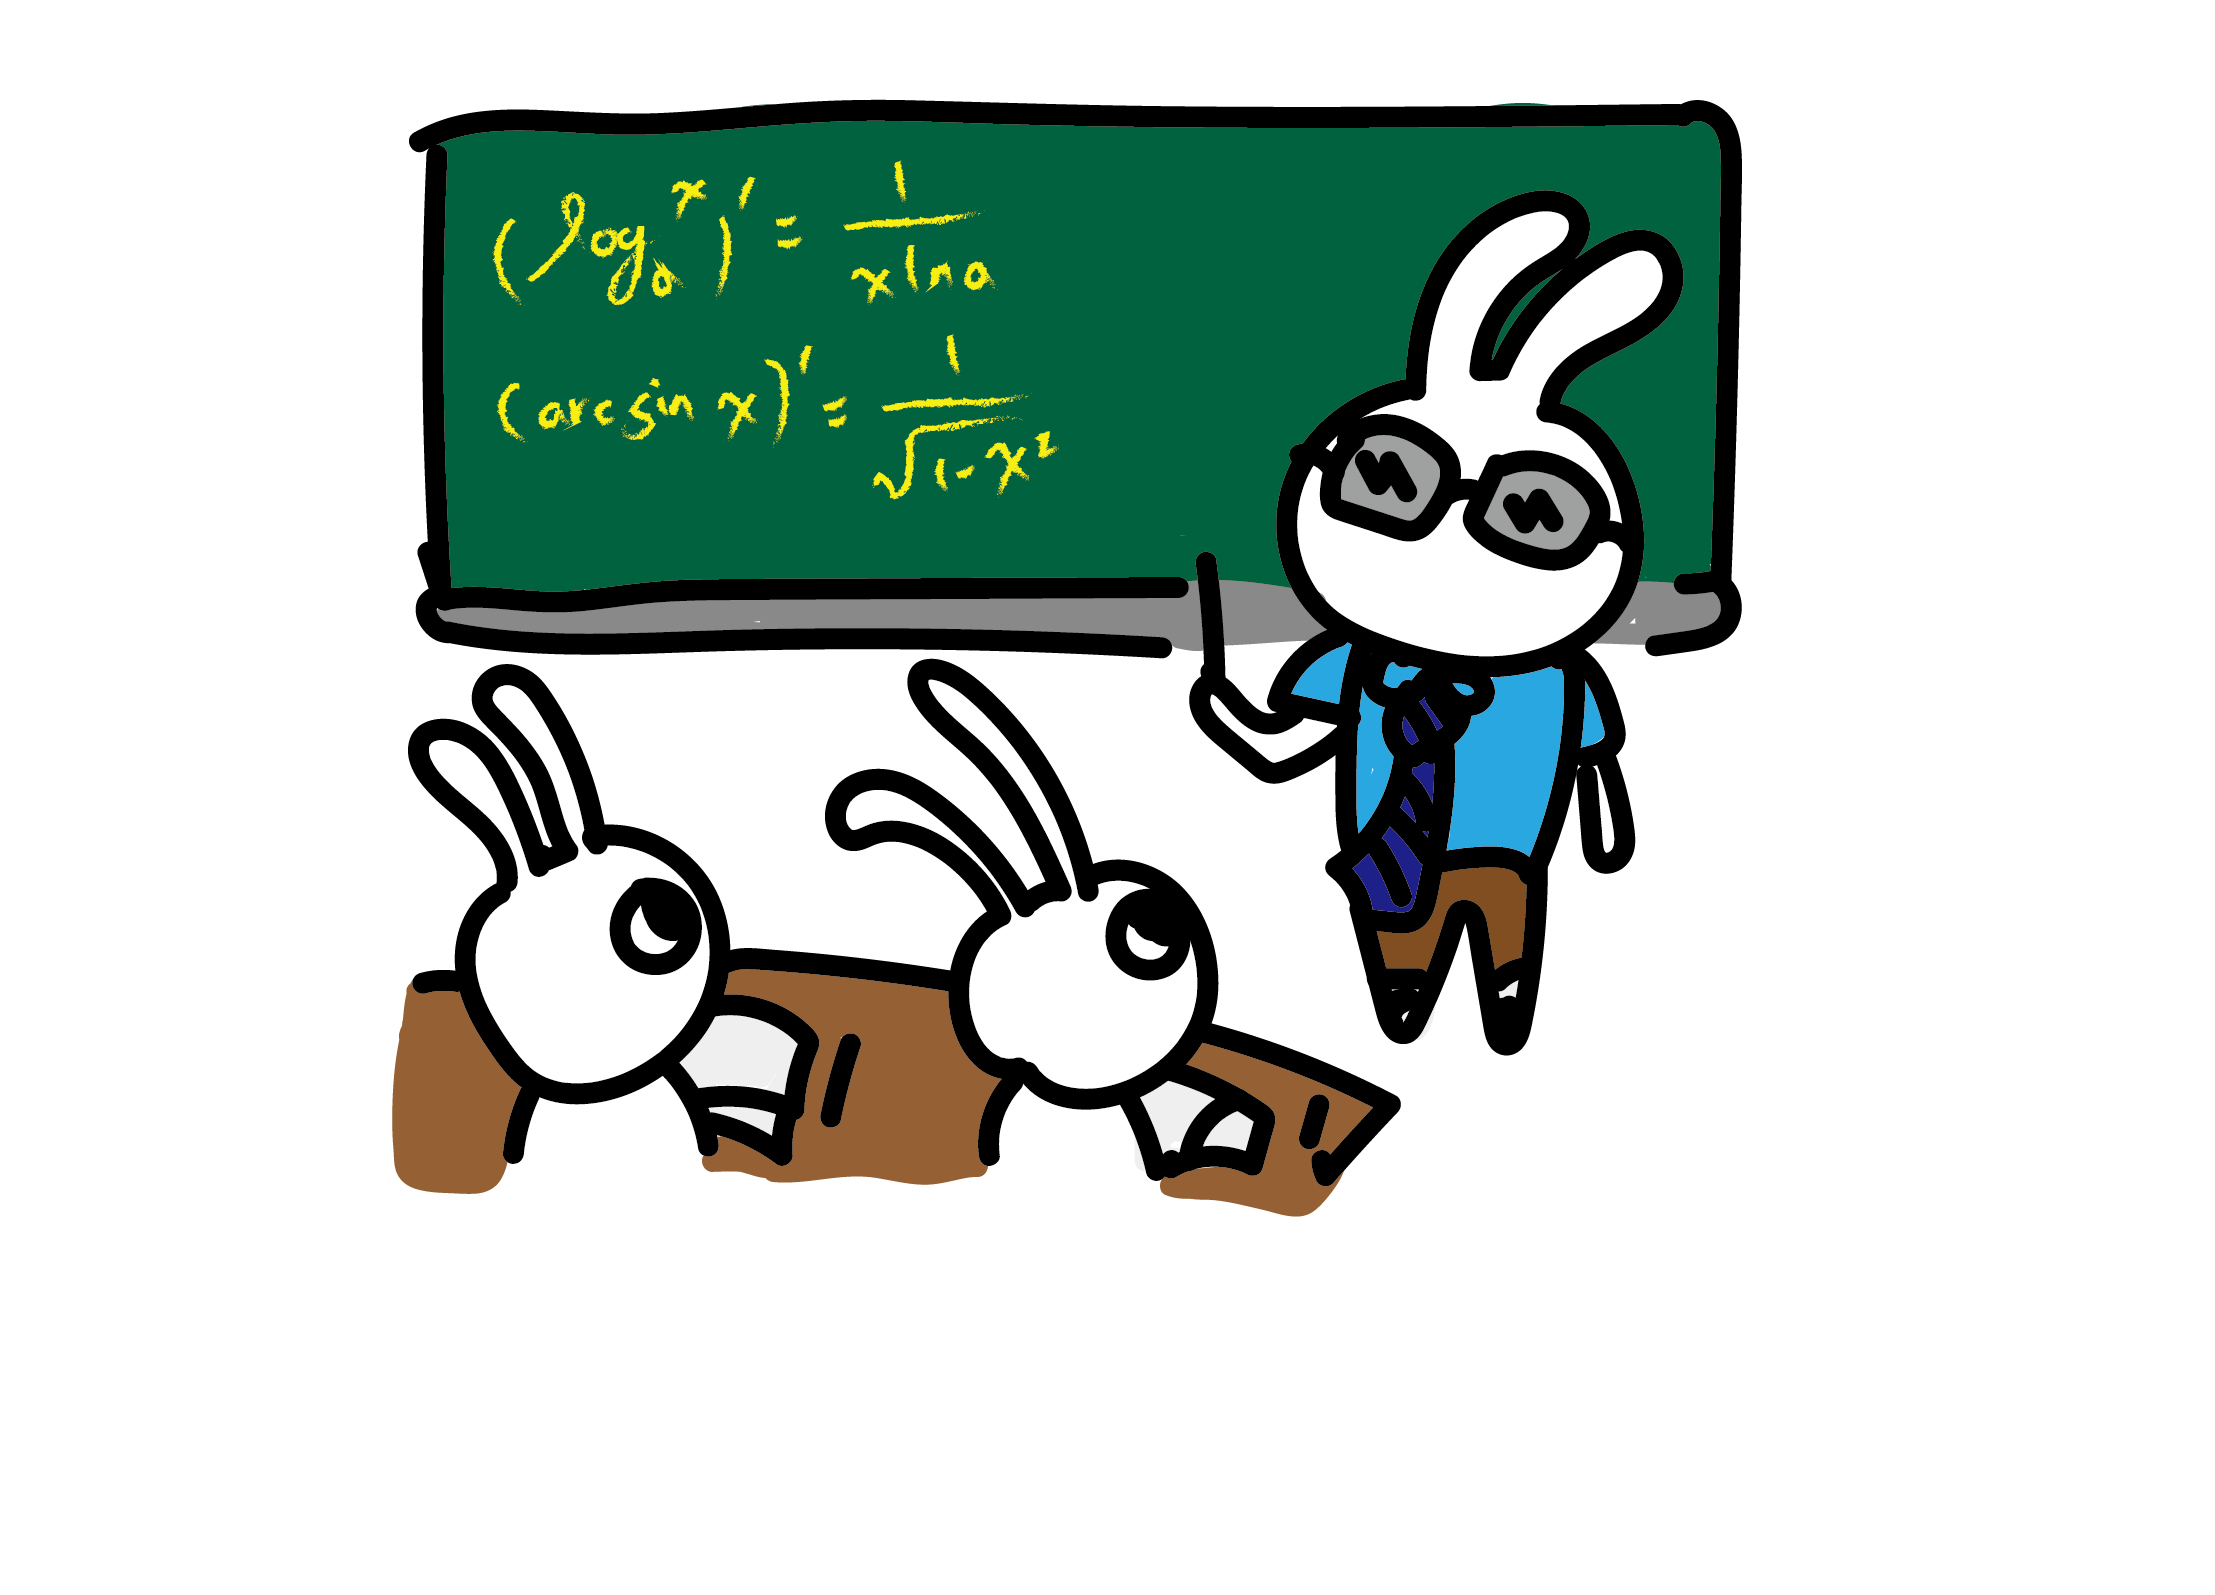 (logₐˣ)' = 1/(x ln a)
(arcsin x)' = 1/√(1-x²)